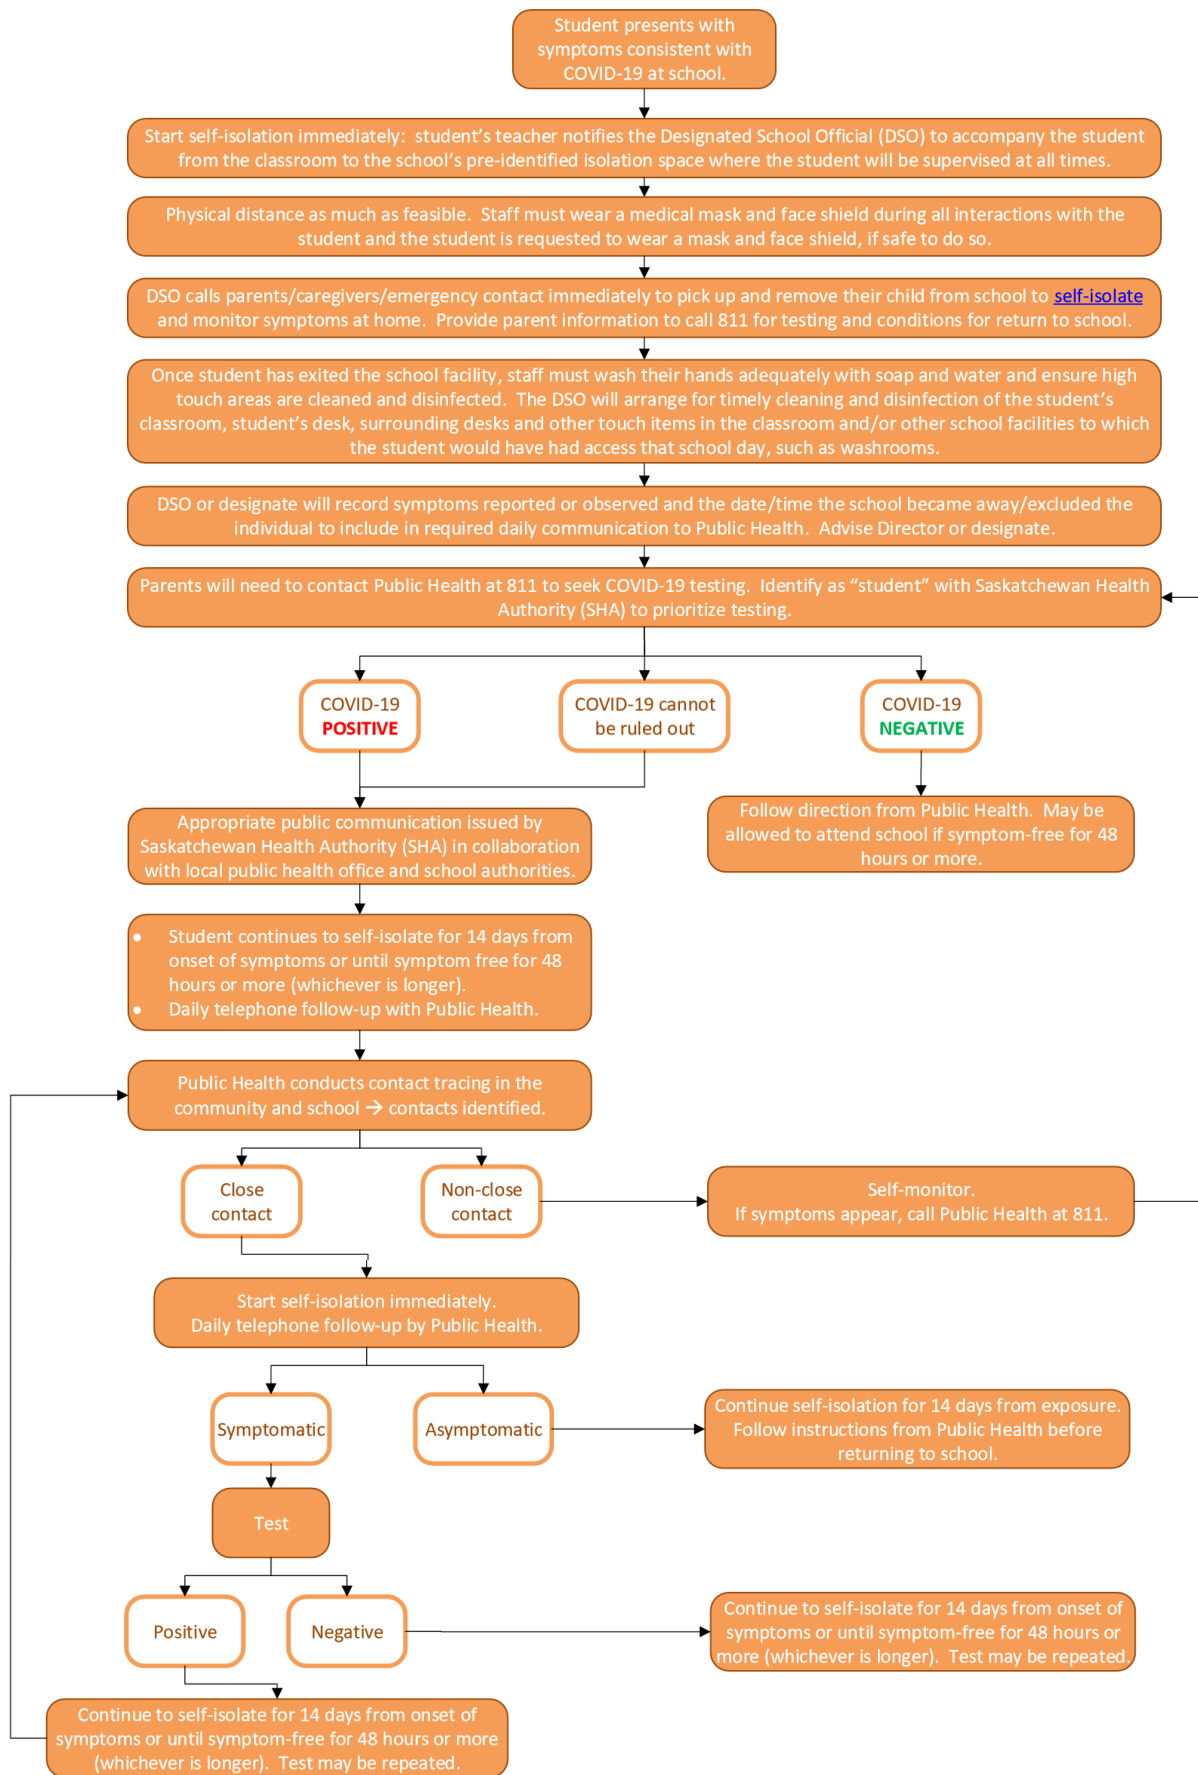 Student presents with
symptoms consistent with
COVID-19 at school.
Start self-isolation immediately:  student's teacher notifies the Designated School Official (DSO) to accompany the student
from the classroom to the school's pre-identified isolation space where the student will be supervised at all times.
Physical distance as much as feasible.  Staff must wear a medical mask and face shield during all interactions with the
student and the student is requested to wear a mask and face shield, if safe to do so.
DSO calls parents/caregivers/emergency contact immediately to pick up and remove their child from school to self-isolate
and monitor symptoms at home.  Provide parent information to call 811 for testing and conditions for return to school.
Once student has exited the school facility, staff must wash their hands adequately with soap and water and ensure high
touch areas are cleaned and disinfected.  The DSO will arrange for timely cleaning and disinfection of the student's
classroom, student's desk, surrounding desks and other touch items in the classroom and/or other school facilities to which
the student would have had access that school day, such as washrooms.
DSO or designate will record symptoms reported or observed and the date/time the school became away/excluded the
individual to include in required daily communication to Public Health.  Advise Director or designate.
Parents will need to contact Public Health at 811 to seek COVID-19 testing.  Identify as "student" with Saskatchewan Health
Authority (SHA) to prioritize testing.
COVID-19
POSITIVE
COVID-19 cannot
be ruled out
COVID-19
NEGATIVE
Appropriate public communication issued by
Saskatchewan Health Authority (SHA) in collaboration
with local public health office and school authorities.
Follow direction from Public Health.  May be
allowed to attend school if symptom-free for 48
hours or more.
• Student continues to self-isolate for 14 days from
onset of symptoms or until symptom free for 48
hours or more (whichever is longer).
• Daily telephone follow-up with Public Health.
Public Health conducts contact tracing in the
community and school → contacts identified.
Close
contact
Non-close
contact
Self-monitor.
If symptoms appear, call Public Health at 811.
Start self-isolation immediately.
Daily telephone follow-up by Public Health.
Symptomatic
Asymptomatic
Continue self-isolation for 14 days from exposure.
Follow instructions from Public Health before
returning to school.
Test
Positive
Negative
Continue to self-isolate for 14 days from onset of
symptoms or until symptom-free for 48 hours or
more (whichever is longer).  Test may be repeated.
Continue to self-isolate for 14 days from onset of
symptoms or until symptom-free for 48 hours or more
(whichever is longer).  Test may be repeated.